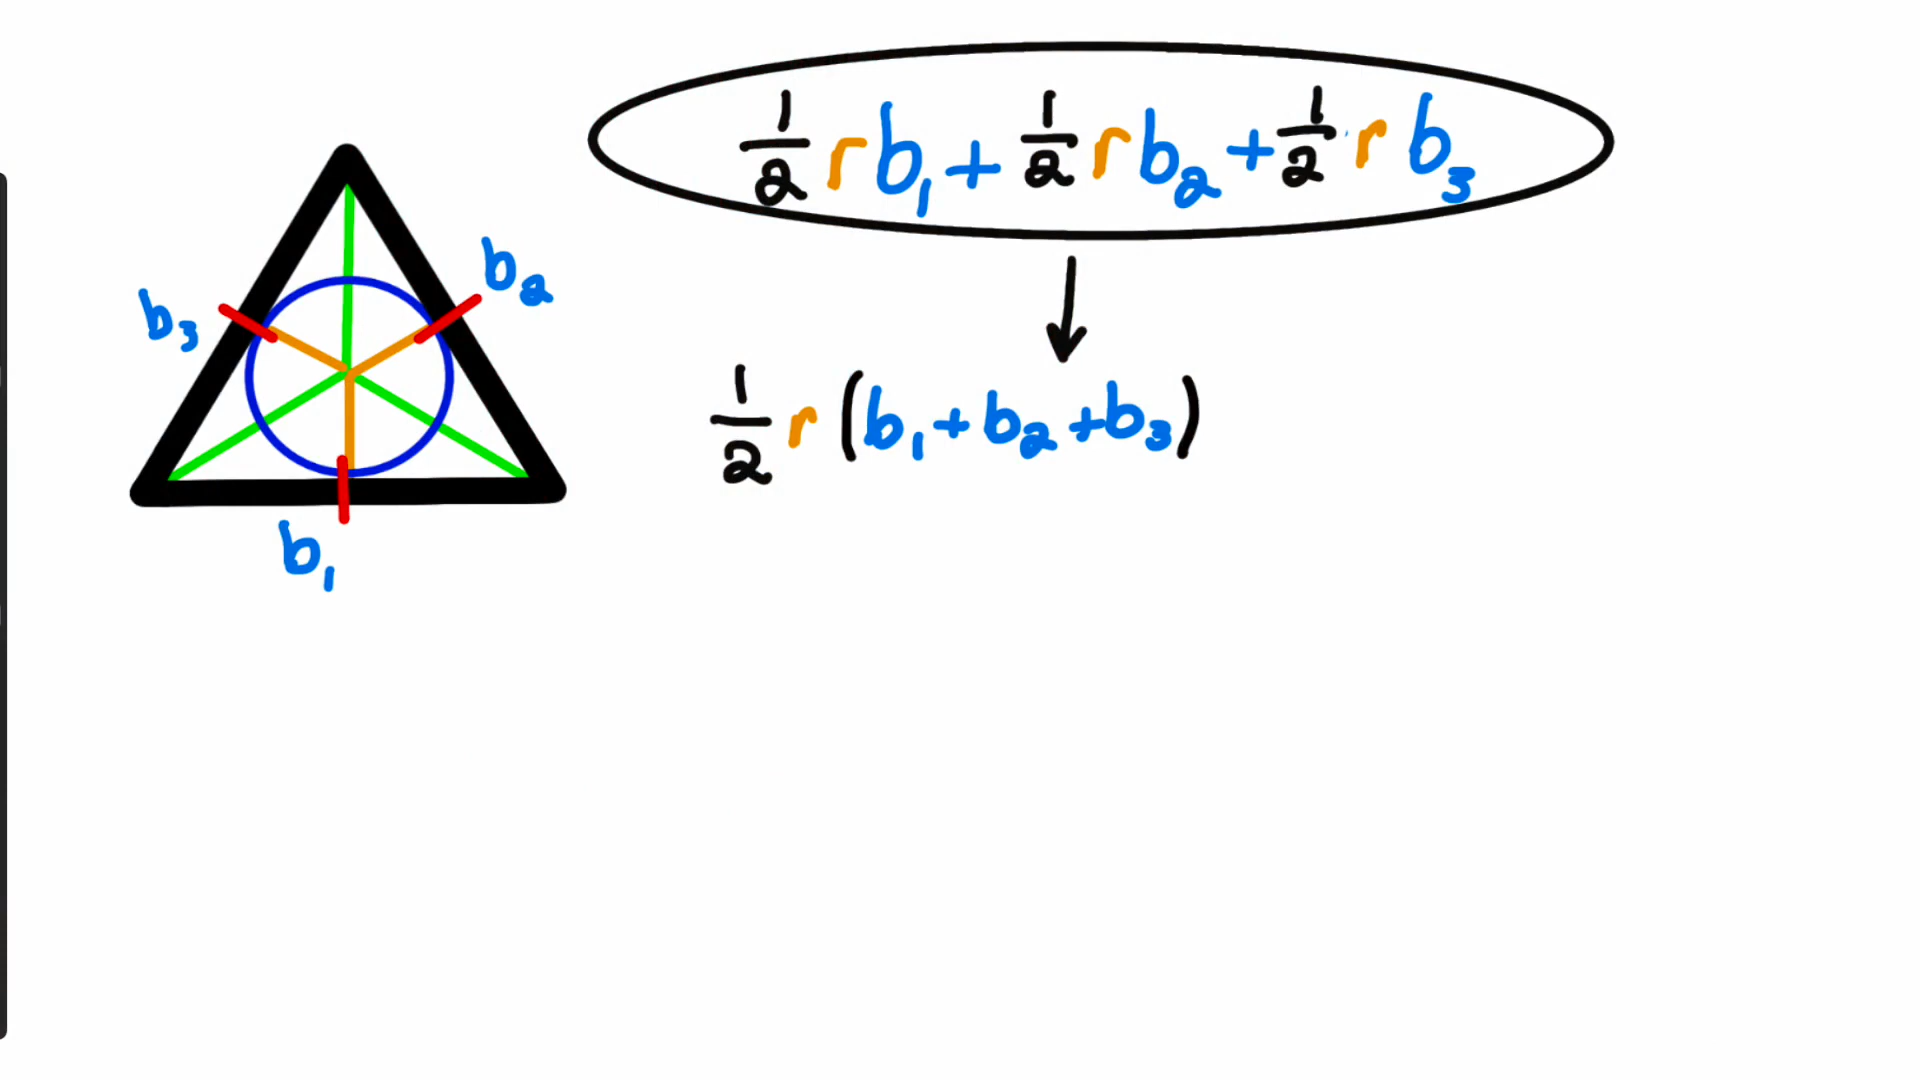 1/2 r b₁ + 1/2 r b₂ + 1/2 r b₃
b₂
b₃
1/2 r (b₁ + b₂ + b₃)
b₁